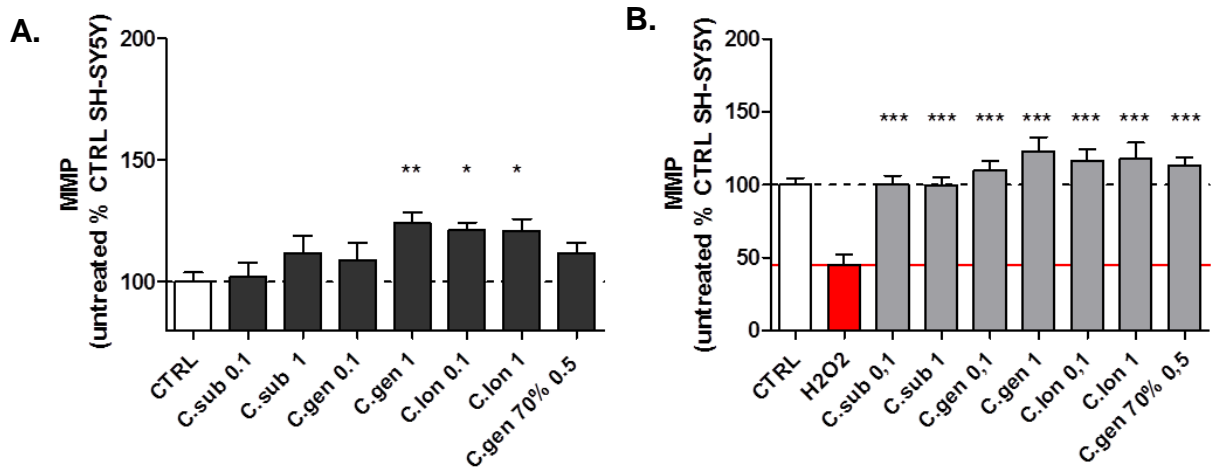 A.
MMP
(untreated % CTRL SH-SY5Y)
200
150
100
** * *
CTRL
C.sub 0.1
C.sub 1
C.gen 0.1
C.gen 1
C.lon 0.1
C.lon 1
C.gen 70% 0.5
B.
MMP
(untreated % CTRL SH-SY5Y)
200
150
100
50
0
*** *** *** *** *** *** ***
CTRL
H2O2
C.sub 0,1
C.sub 1
C.gen 0,1
C.gen 1
C.lon 0,1
C.lon 1
C.gen 70% 0,5